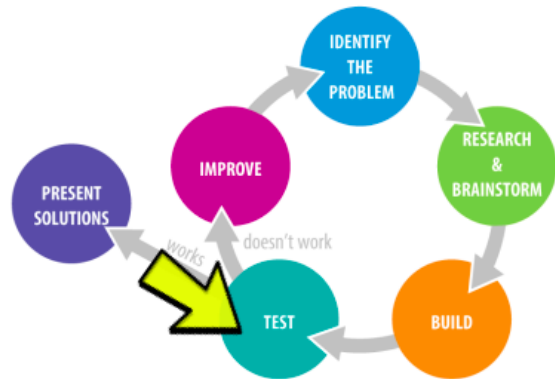 IDENTIFY
THE
PROBLEM
RESEARCH
&
BRAINSTORM
BUILD
TEST
works
doesn't work
IMPROVE
PRESENT
SOLUTIONS